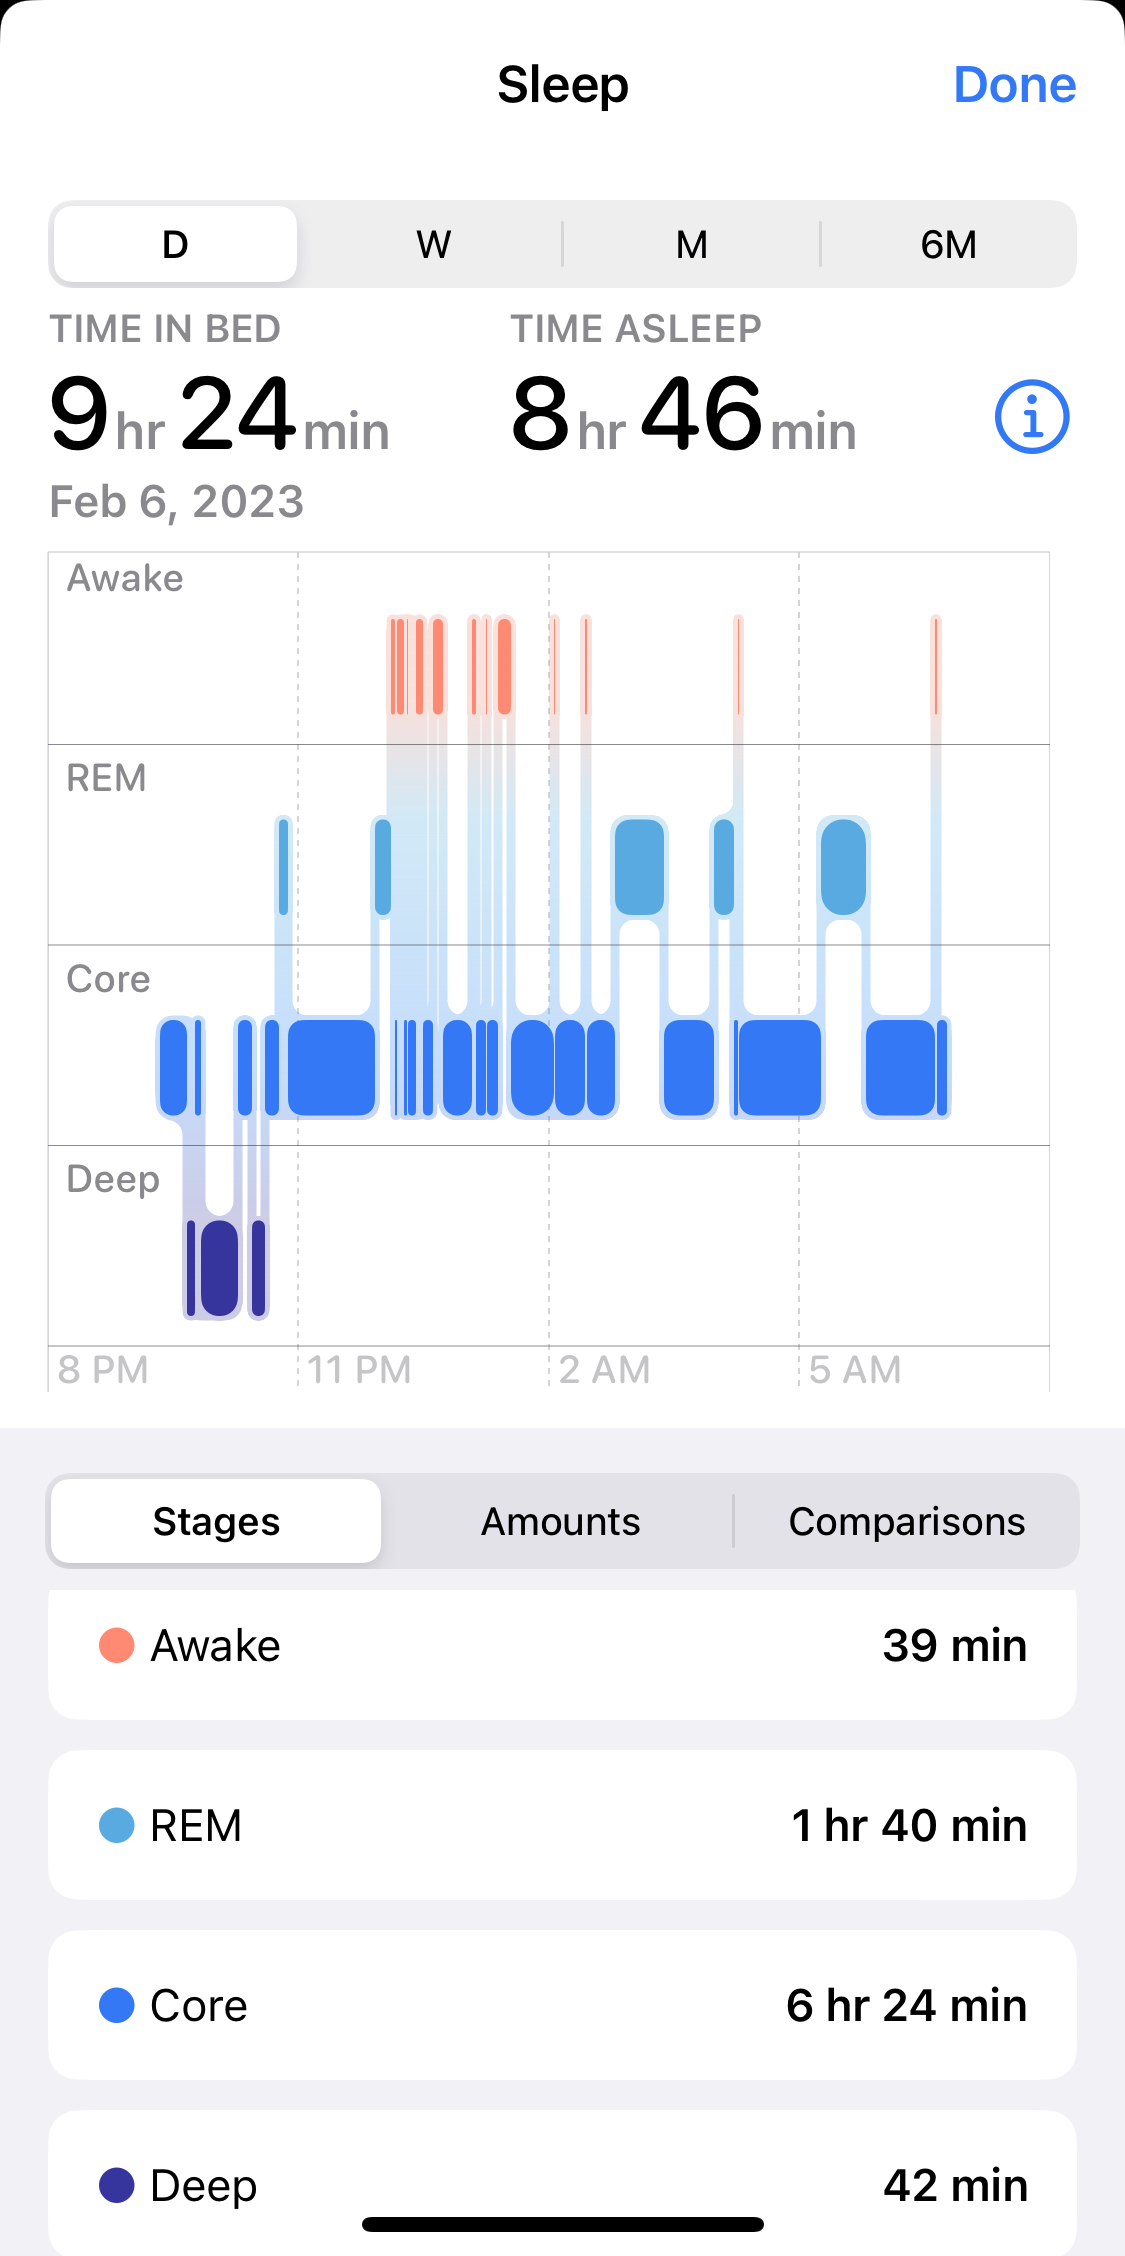 Sleep Done
D W M 6M
TIME IN BED TIME ASLEEP
9 hr 24 min 8 hr 46 min
Feb 6, 2023
Awake
REM
Core
Deep
8 PM 11 PM 2 AM 5 AM
Stages Amounts Comparisons
Awake 39 min
REM 1 hr 40 min
Core 6 hr 24 min
Deep 42 min